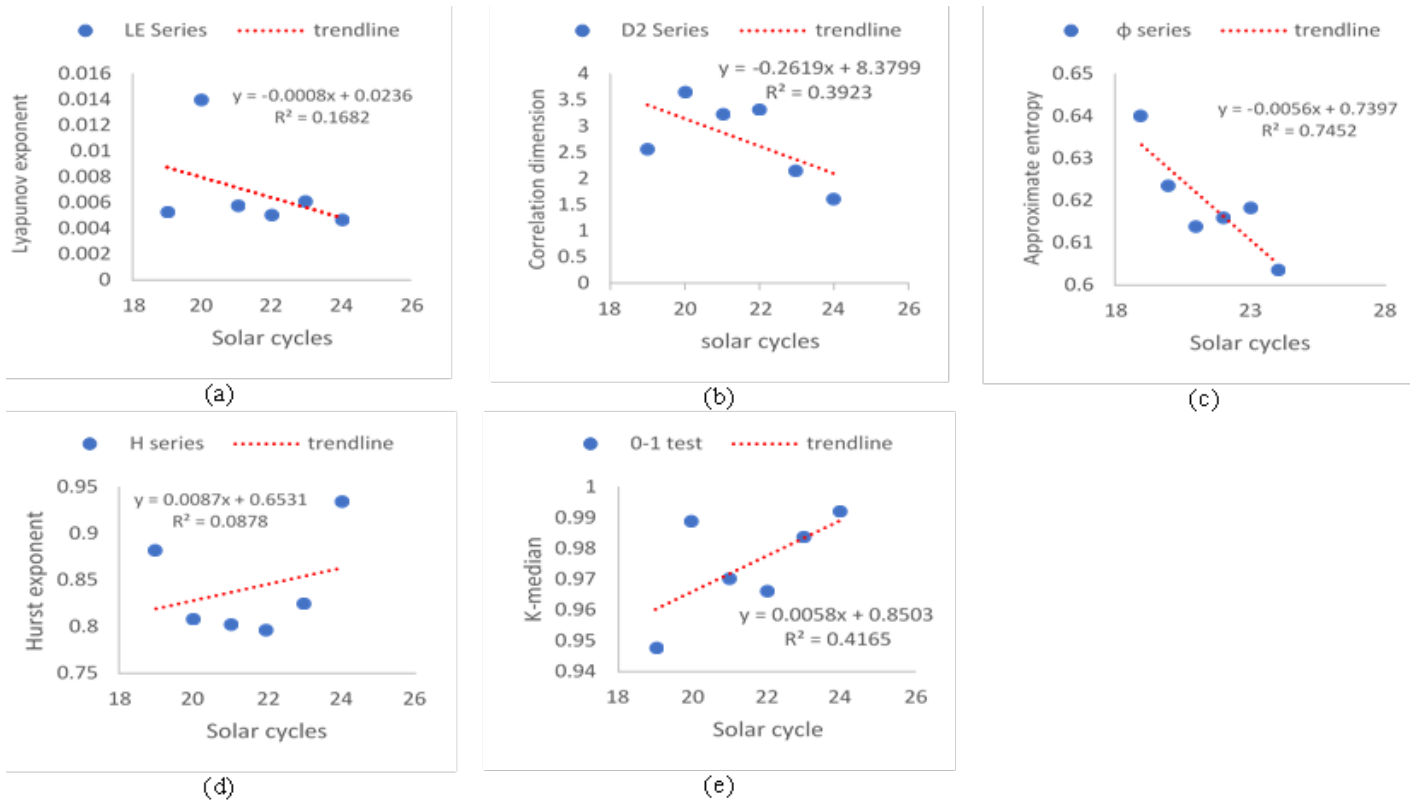 LE Series trendline
y = -0.0008x + 0.0236
R² = 0.1682
Lyapunov exponent
0.016
0.014
0.012
0.01
0.008
0.006
0.004
0.002
0
18 20 22 24 26
Solar cycles
(a)
D2 Series trendline
y = -0.2619x + 8.3799
R² = 0.3923
Correlation dimension
4
3.5
3
2.5
2
1.5
1
0.5
0
18 20 22 24 26
solar cycles
(b)
ф series trendline
y = -0.0056x + 0.7397
R² = 0.7452
Approximate entropy
0.65
0.64
0.63
0.62
0.61
0.6
18 23 28
Solar cycles
(c)
H series trendline
y = 0.0087x + 0.6531
R² = 0.0878
Hurst exponent
0.95
0.9
0.85
0.8
0.75
18 20 22 24 26
Solar cycles
(d)
0-1 test trendline
y = 0.0058x + 0.8503
R² = 0.4165
K-median
1
0.99
0.98
0.97
0.96
0.95
0.94
18 20 22 24 26
Solar cycle
(e)